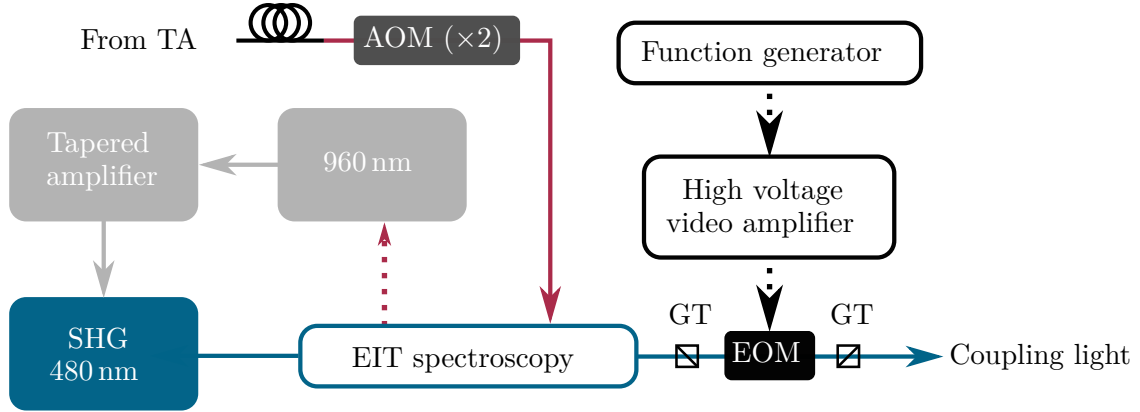 From TA
AOM (×2)
Function generator
Tapered
amplifier
960 nm
High voltage
video amplifier
SHG
480 nm
EIT spectroscopy
GT
EOM
GT
Coupling light